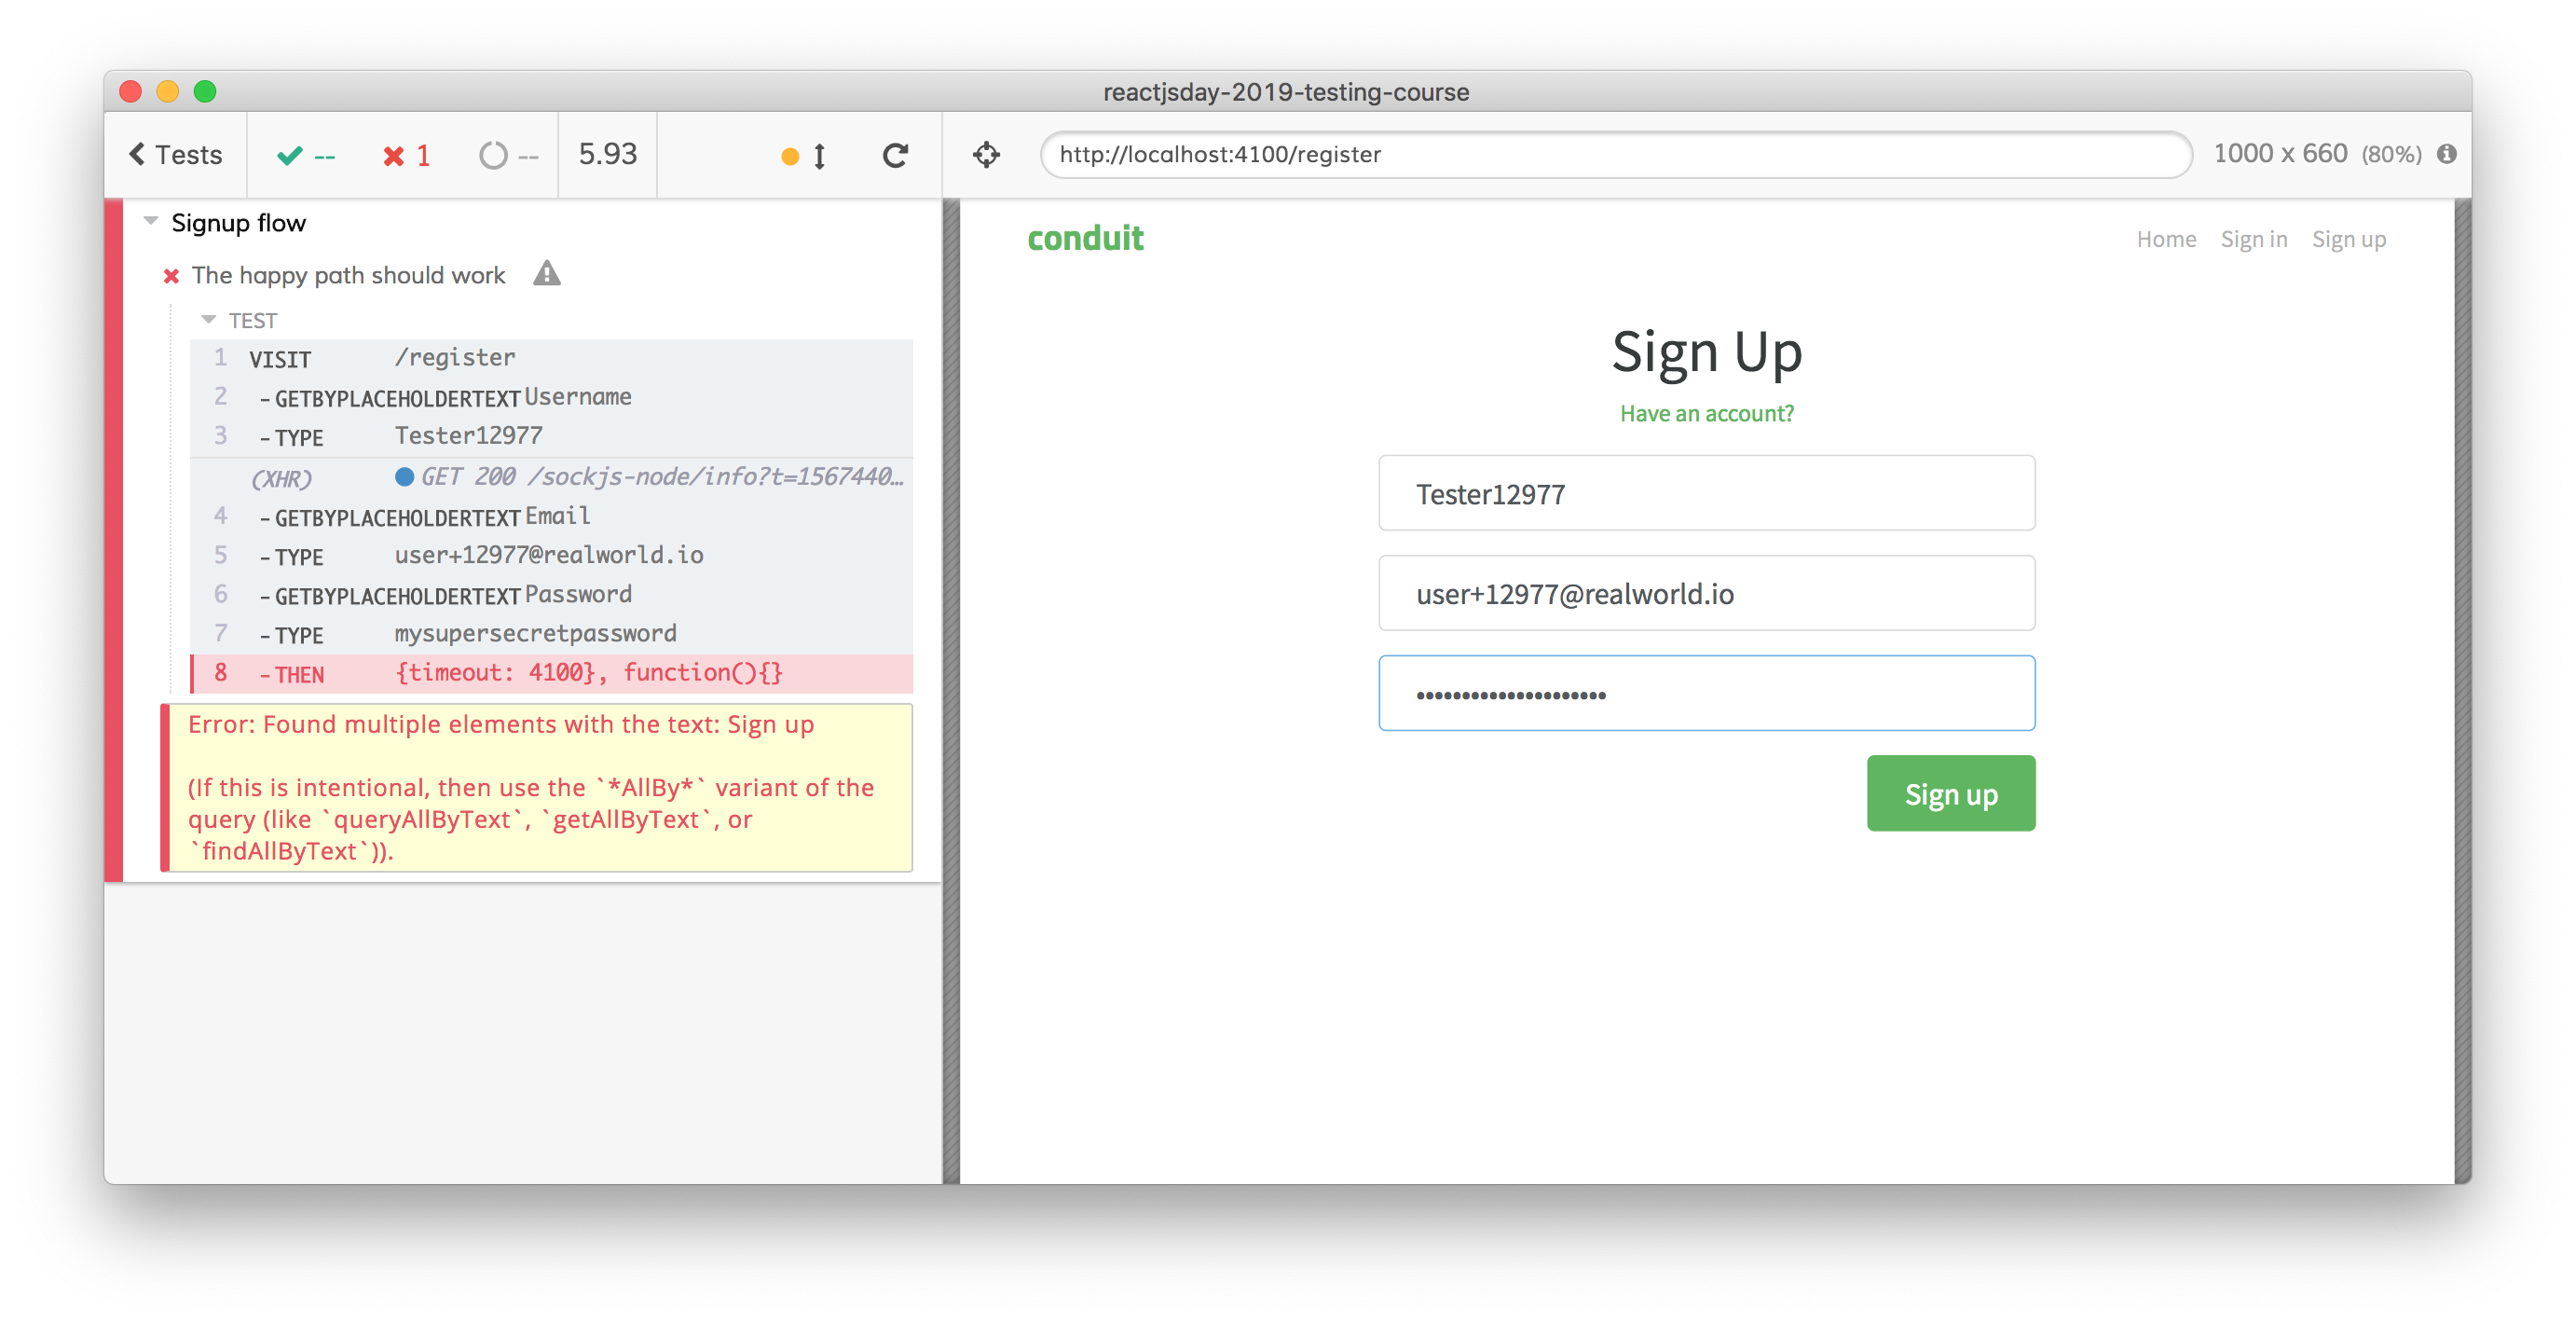 reactjsday-2019-testing-course
Tests -- 1 -- 5.93
http://localhost:4100/register
1000 x 660 (80%)
Signup flow
The happy path should work
TEST
1 VISIT /register
2 -GETBYPLACEHOLDERTEXT Username
3 -TYPE Tester12977
(XHR) GET 200 /sockjs-node/info?t=1567440…
4 -GETBYPLACEHOLDERTEXT Email
5 -TYPE user+12977@realworld.io
6 -GETBYPLACEHOLDERTEXT Password
7 -TYPE mysupersecretpassword
8 -THEN {timeout: 4100}, function(){}
Error: Found multiple elements with the text: Sign up
(If this is intentional, then use the `*AllBy*` variant of the
query (like `queryAllByText`, `getAllByText`, or
`findAllByText`)).
conduit
Home Sign in Sign up
Sign Up
Have an account?
Tester12977
user+12977@realworld.io
•••••••••••••••••••••
Sign up